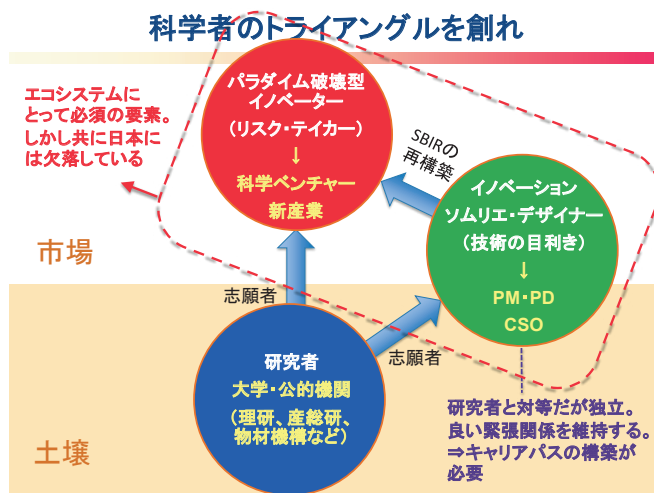 科学者のトライアングルを創れ
エコシステムに
とって必須の要素。
しかし共に日本に
は欠落している
パラダイム破壊型
イノベーター
(リスク・テイカー)
↓
科学ベンチャー
新産業
SBIRの
再構築
イノベーション
ソムリエ・デザイナー
(技術の目利き)
↓
PM・PD
CSO
市場
志願者
志願者
研究者
大学・公的機関
(理研、産総研、
物材機構など)
土壌
研究者と対等だが独立。
良い緊張関係を維持する。
⇒キャリアパスの構築が
必要